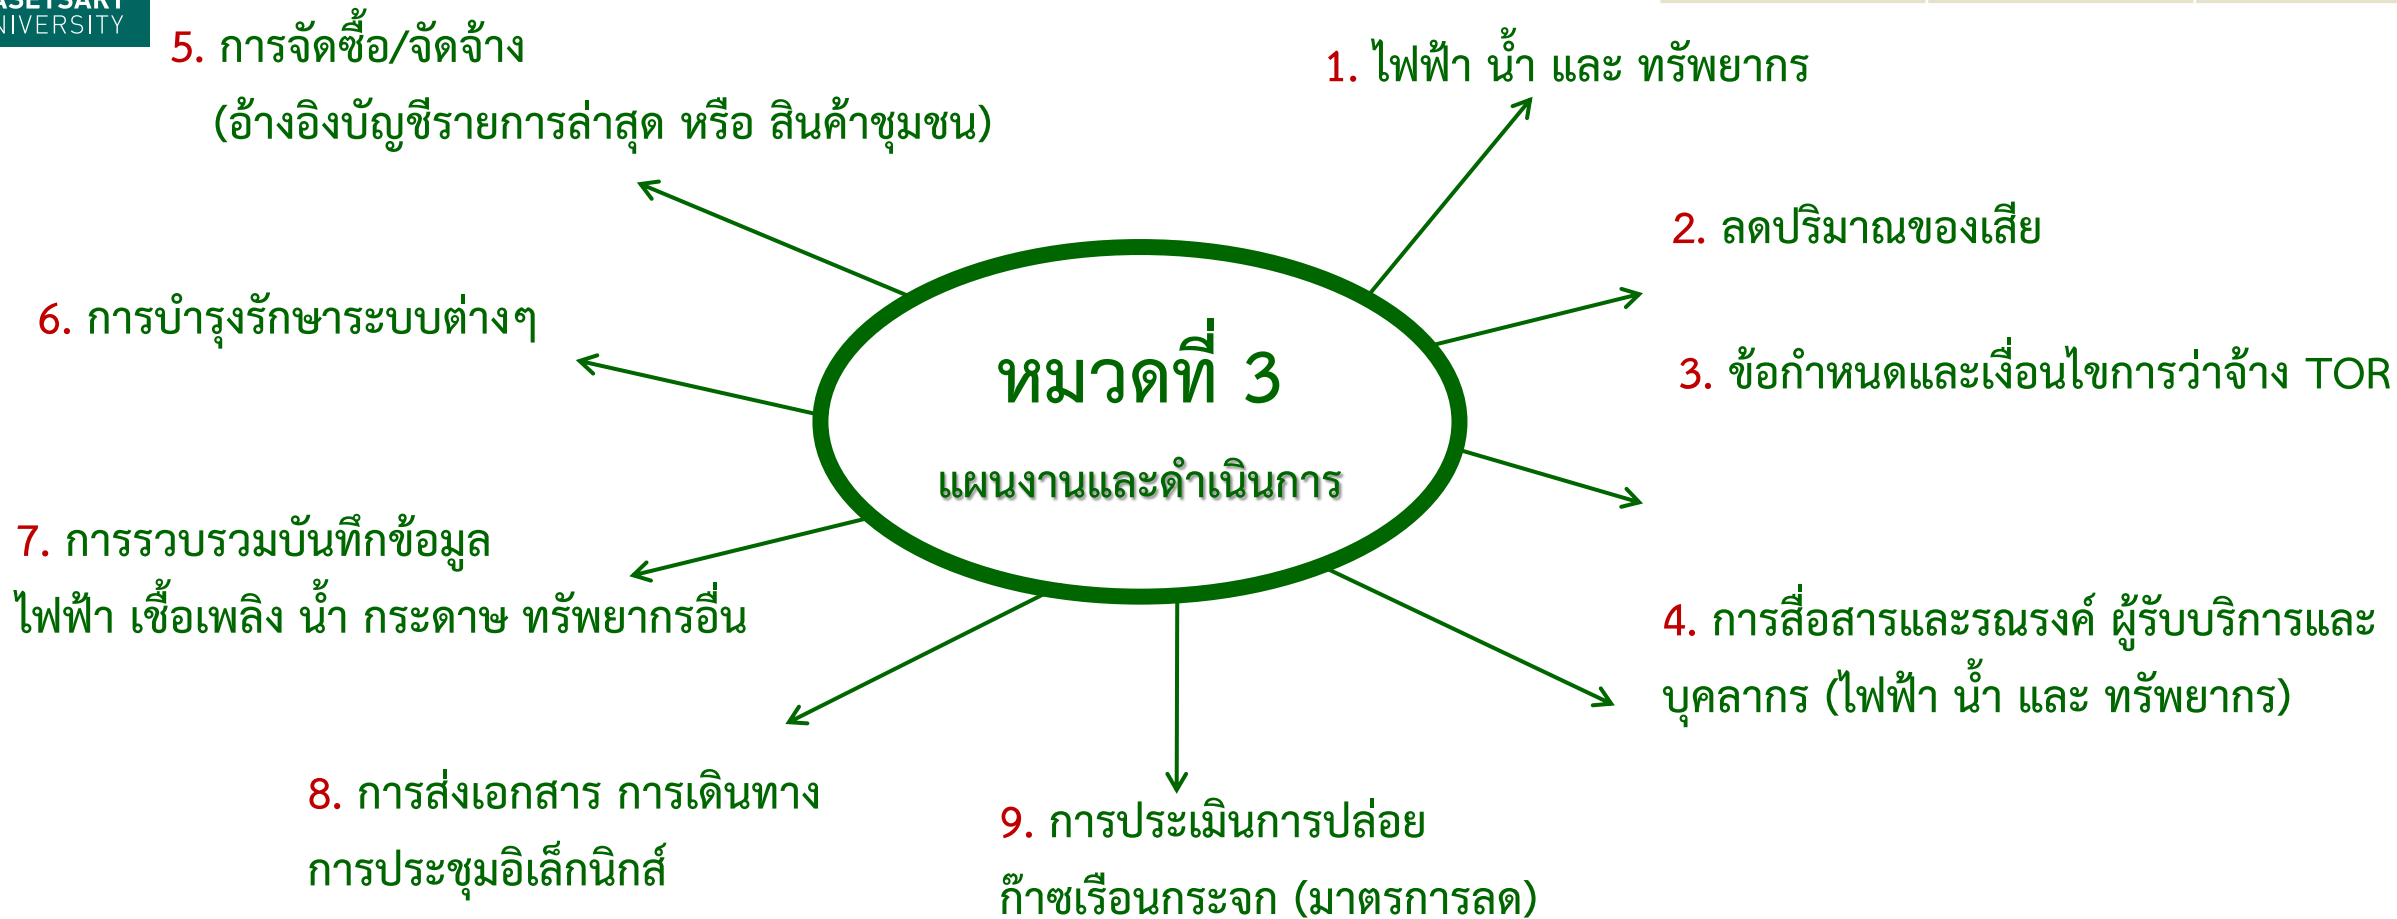 NIVERSITY
1. ไฟฟ้า น้ำ และ ทรัพยากร
2. ลดปริมาณของเสีย
3. ข้อกำหนดและเงื่อนไขการว่าจ้าง TOR
4. การสื่อสารและรณรงค์ ผู้รับบริการและ
บุคลากร (ไฟฟ้า น้ำ และ ทรัพยากร)
5. การจัดซื้อ/จัดจ้าง
(อ้างอิงบัญชีรายการล่าสุด หรือ สินค้าชุมชน)
6. การบำรุงรักษาระบบต่างๆ
7. การรวบรวมบันทึกข้อมูล
ไฟฟ้า เชื้อเพลิง น้ำ กระดาษ ทรัพยากรอื่น
8. การส่งเอกสาร การเดินทาง
การประชุมอิเล็กนิกส์
9. การประเมินการปล่อย
ก๊าซเรือนกระจก (มาตรการลด)
หมวดที่ 3
แผนงานและดำเนินการ